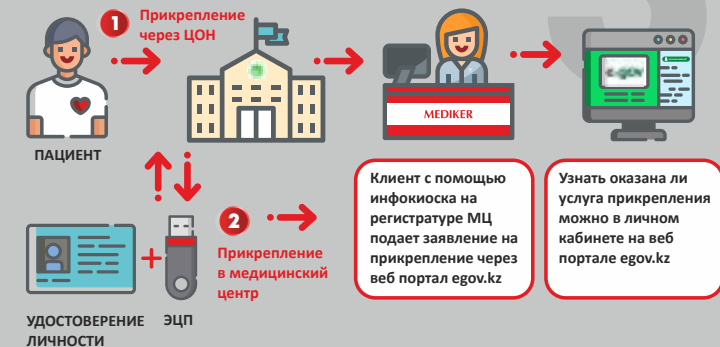 1
Прикрепление
через ЦОН
ПАЦИЕНТ
MEDIKER
e-gov
2
Прикрепление
в медицинский
центр
УДОСТОВЕРЕНИЕ
ЛИЧНОСТИ
ЭЦП
Клиент с помощью
инфокиоска на
регистратуре МЦ
подает заявление на
прикрепление через
веб портал egov.kz
Узнать оказана ли
услуга прикрепления
можно в личном
кабинете на веб
портале egov.kz